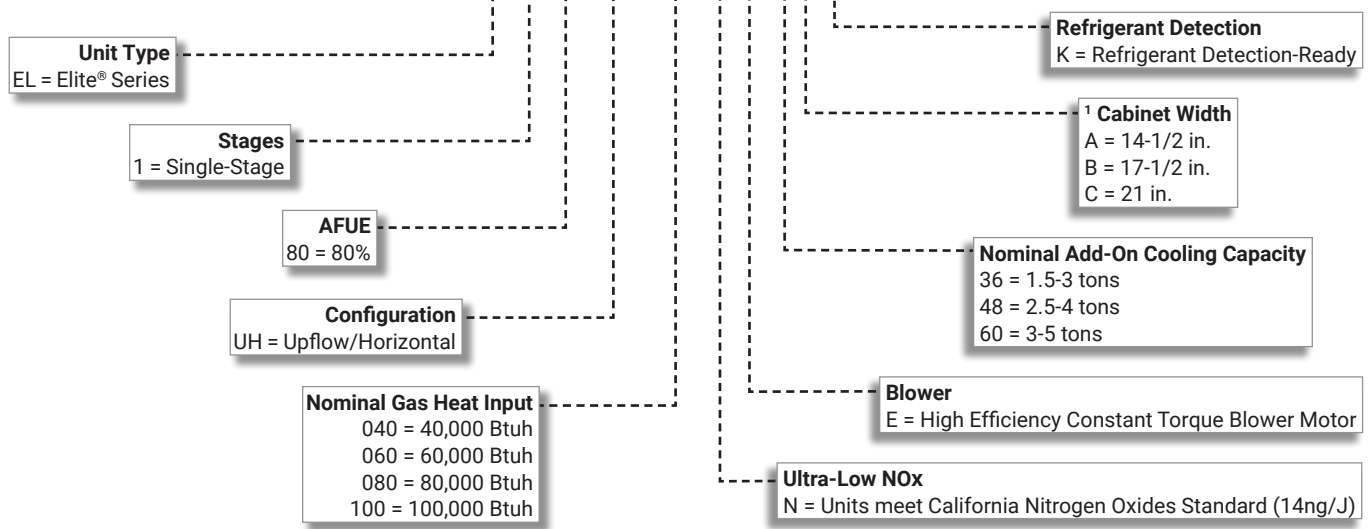 Unit Type
EL = Elite® Series
Stages
1 = Single-Stage
AFUE
80 = 80%
Configuration
UH = Upflow/Horizontal
Nominal Gas Heat Input
040 = 40,000 Btuh
060 = 60,000 Btuh
080 = 80,000 Btuh
100 = 100,000 Btuh
Refrigerant Detection
K = Refrigerant Detection-Ready
¹ Cabinet Width
A = 14-1/2 in.
B = 17-1/2 in.
C = 21 in.
Nominal Add-On Cooling Capacity
36 = 1.5-3 tons
48 = 2.5-4 tons
60 = 3-5 tons
Blower
E = High Efficiency Constant Torque Blower Motor
Ultra-Low NOx
N = Units meet California Nitrogen Oxides Standard (14ng/J)